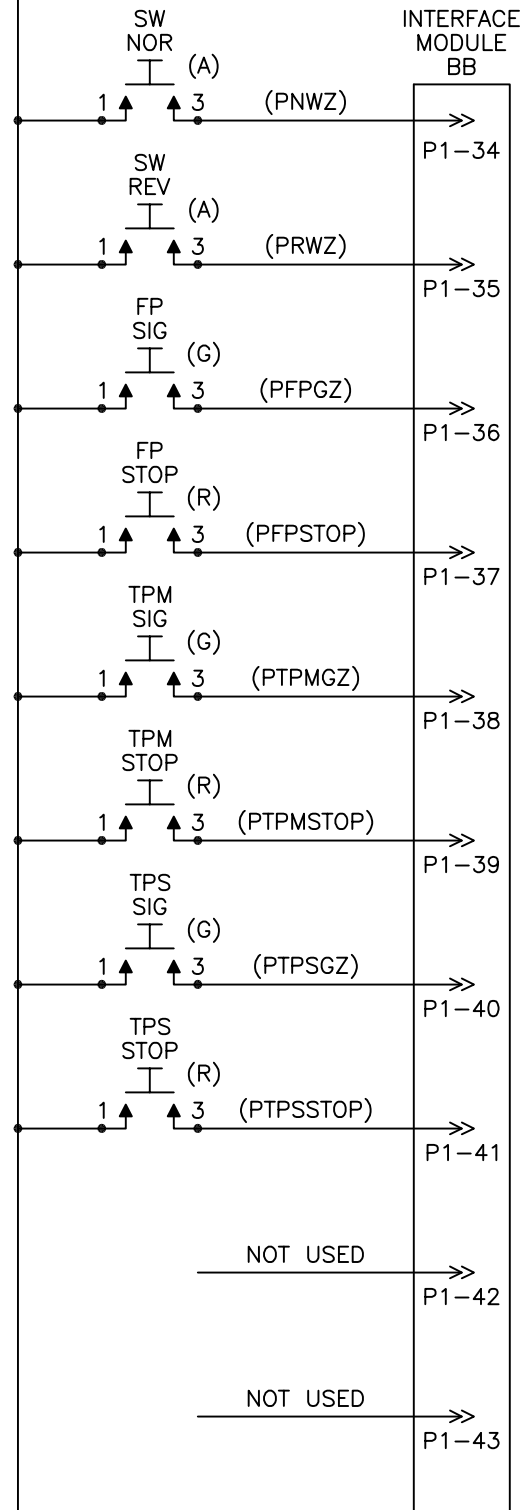 SW
NOR
INTERFACE
MODULE
BB
(A)
1
3
(PNWZ)
P1-34
SW
REV
(A)
1
3
(PRWZ)
P1-35
FP
SIG
(G)
1
3
(PFPGZ)
P1-36
FP
STOP
(R)
1
3
(PFPSTOP)
P1-37
TPM
SIG
(G)
1
3
(PTPMGZ)
P1-38
TPM
STOP
(R)
1
3
(PTPMSTOP)
P1-39
TPS
SIG
(G)
1
3
(PTPSGZ)
P1-40
TPS
STOP
(R)
1
3
(PTPSSTOP)
P1-41
NOT USED
P1-42
NOT USED
P1-43